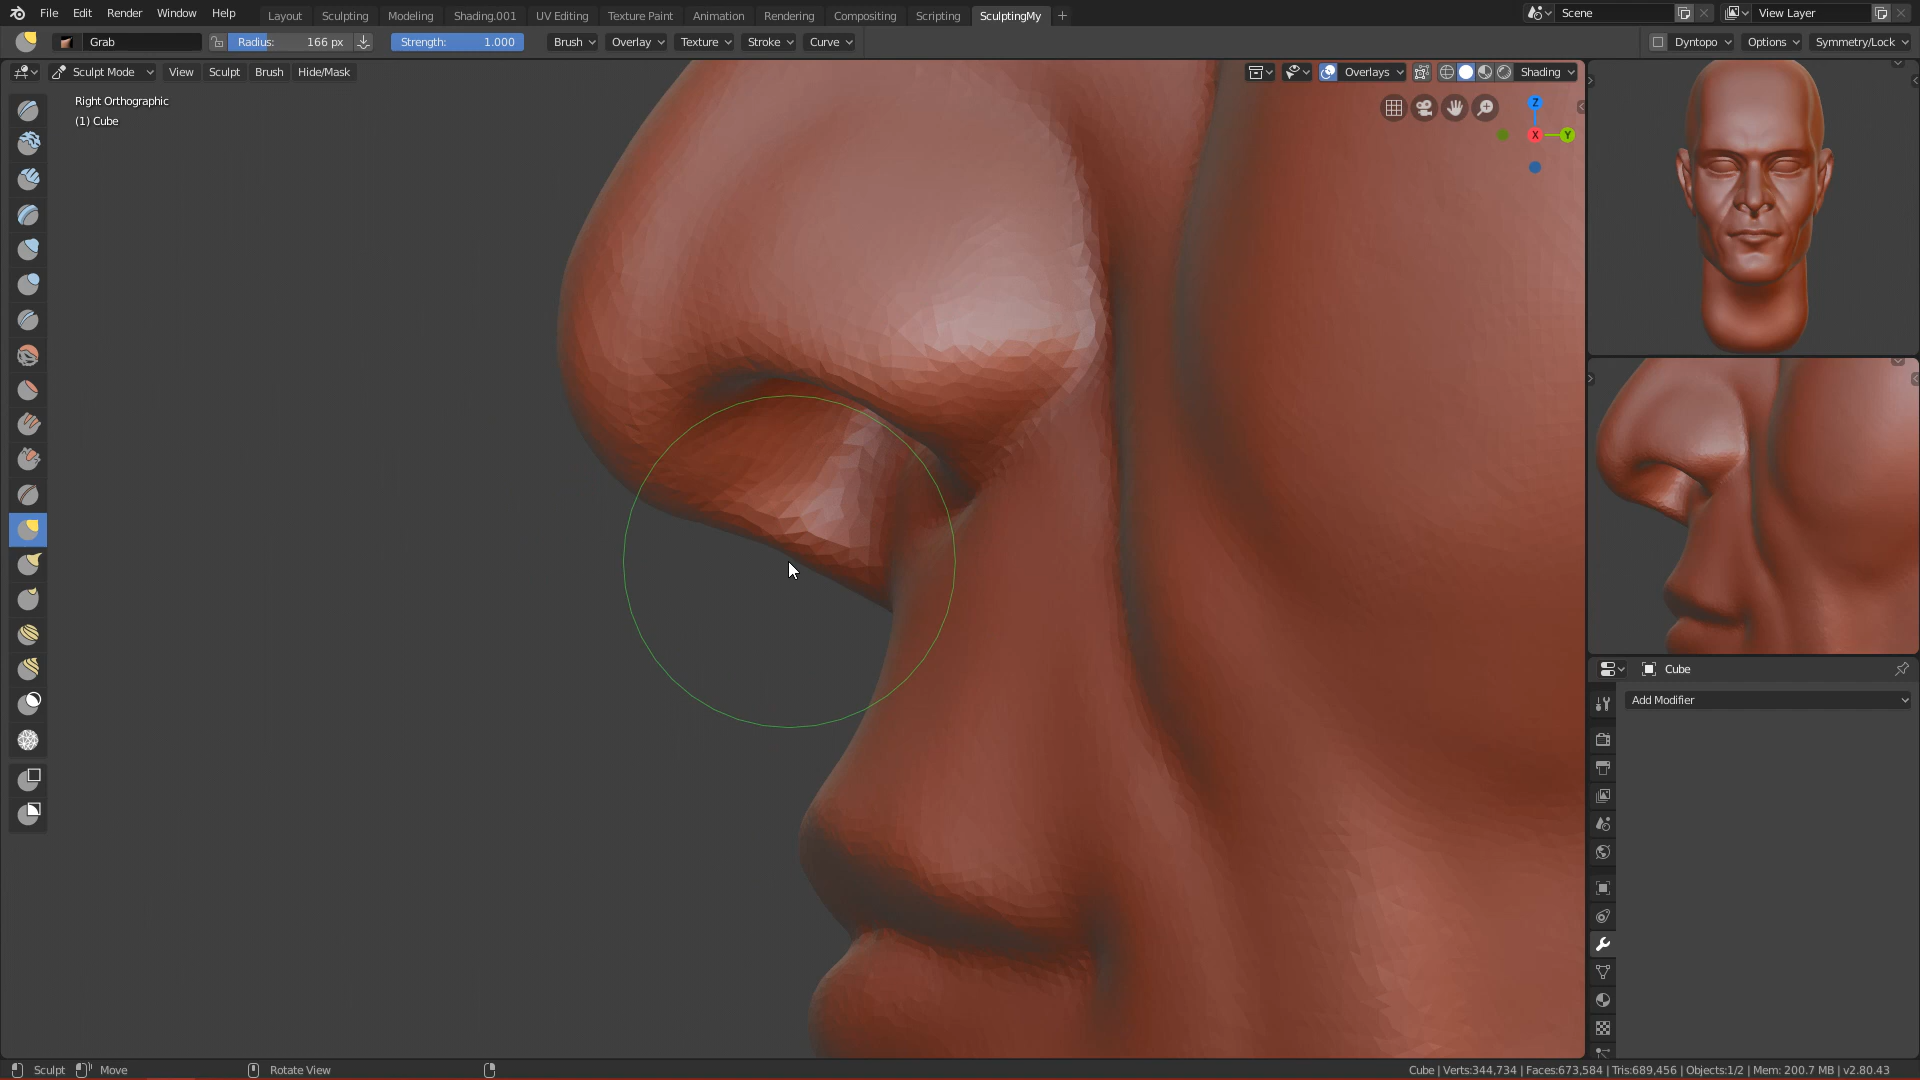 File Edit Render Window Help Layout Sculpting Modeling Shading.001 UV Editing Texture Paint Animation Rendering Compositing Scripting SculptingMy + Scene View Layer
Grab Radius: 166 px Strength: 1.000 Brush Overlay Texture Stroke Curve Dyntopo Options Symmetry/Lock
Sculpt Mode View Sculpt Brush Hide/Mask Overlays Shading
Right Orthographic
(1) Cube
Z
X Y
Cube
Add Modifier
Sculpt Move Rotate View Cube | Verts:344,734 | Faces:673,584 | Tris:689,456 | Objects:1/2 | Mem: 200.7 MB | v2.80.43